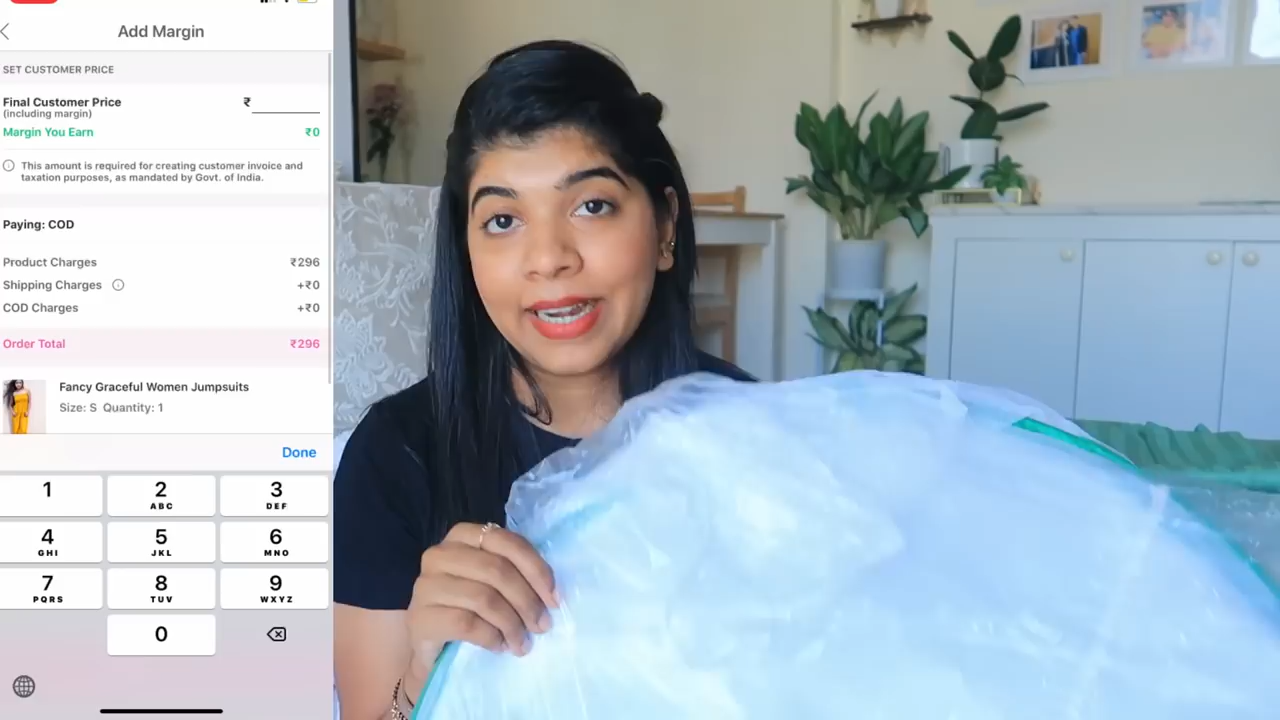 Add Margin
SET CUSTOMER PRICE
Final Customer Price ₹
(including margin)
Margin You Earn ₹0
This amount is required for creating customer invoice and
taxation purposes, as mandated by Govt. of India.
Paying: COD
Product Charges ₹296
Shipping Charges +₹0
COD Charges +₹0
Order Total ₹296
Fancy Graceful Women Jumpsuits
Size: S Quantity: 1
Done
1 2 3
ABC DEF
4 5 6
GHI JKL MNO
7 8 9
PQRS TUV WXYZ
0